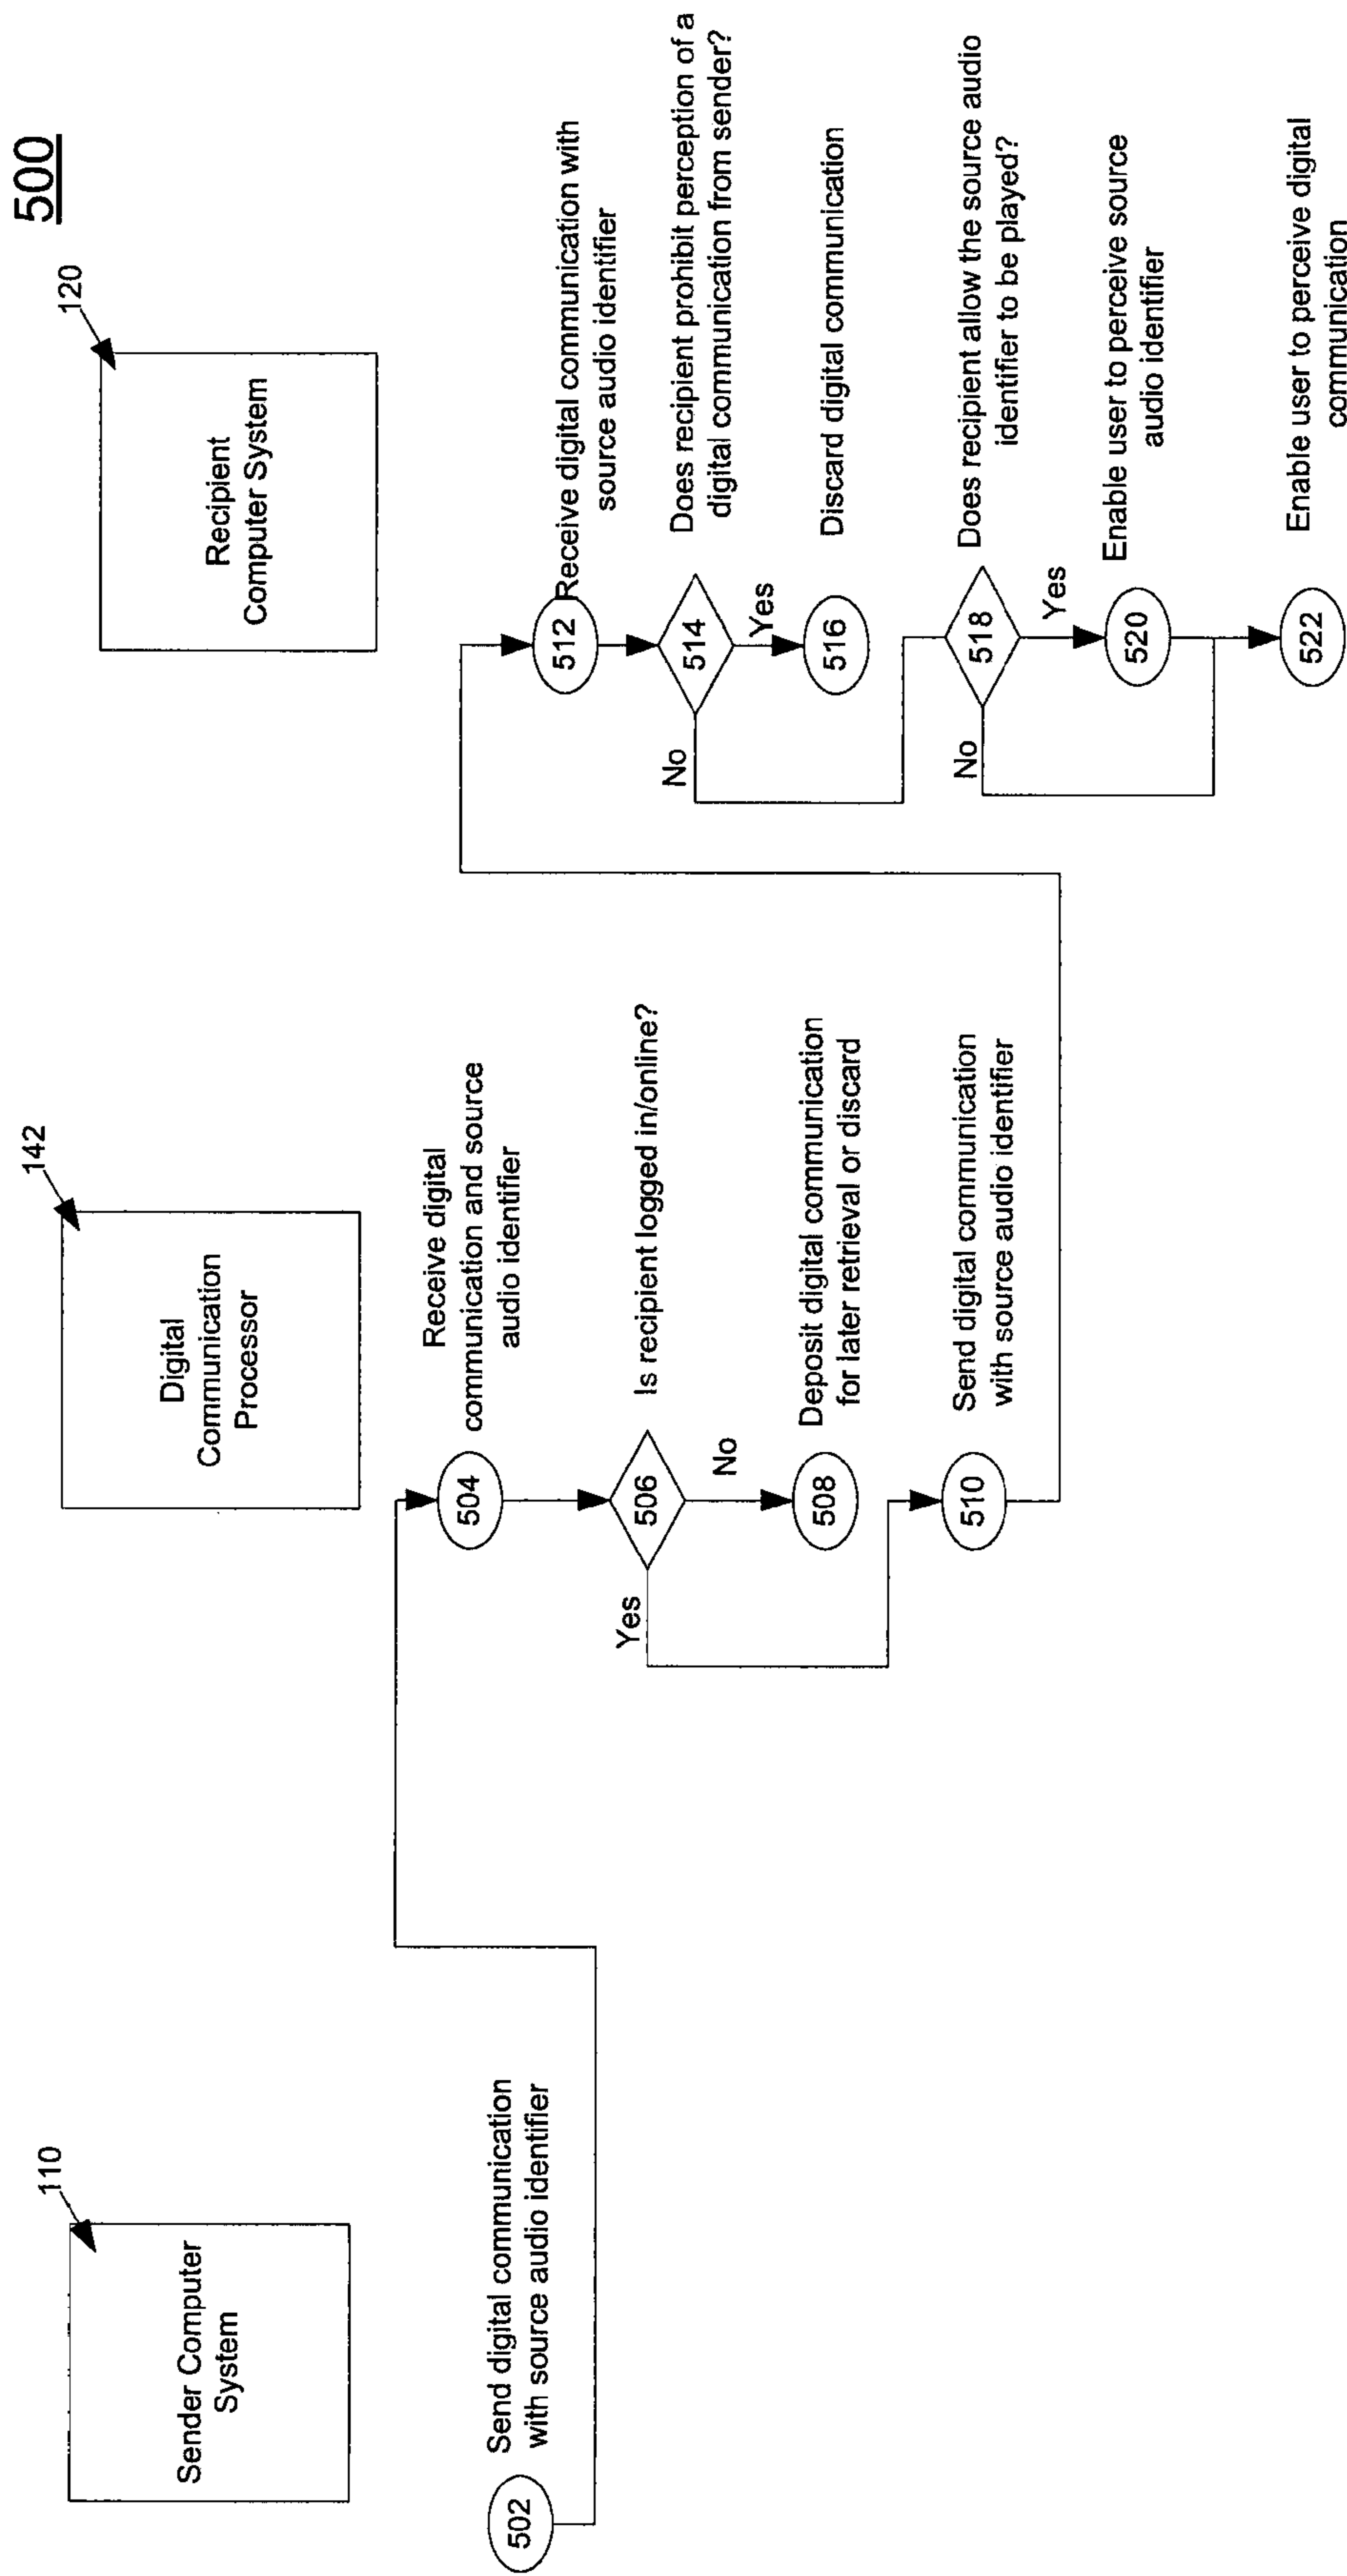 500
110
Sender Computer
System
142
Digital
Communication
Processor
120
Recipient
Computer System
502
Send digital communication
with source audio identifier
504
Receive digital
communication and source
audio identifier
506
Is recipient logged in/online?
Yes
No
508
Deposit digital communication
for later retrieval or discard
510
Send digital communication
with source audio identifier
512
Receive digital communication with
source audio identifier
514
Does recipient prohibit perception of a
digital communication from sender?
No
Yes
516
Discard digital communication
518
Does recipient allow the source audio
identifier to be played?
No
Yes
520
Enable user to perceive source
audio identifier
522
Enable user to perceive digital
communication